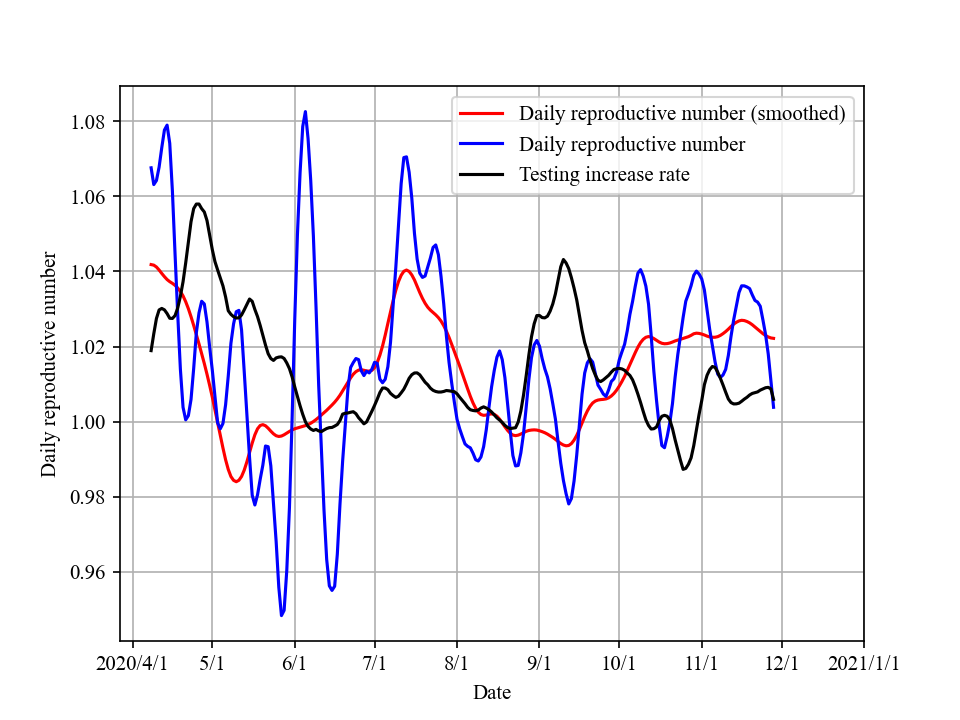 Daily reproductive number (smoothed)
Daily reproductive number
Testing increase rate
1.08
1.06
1.04
1.02
1.00
0.98
0.96
Daily reproductive number
2020/4/1 5/1 6/1 7/1 8/1 9/1 10/1 11/1 12/1 2021/1/1
Date